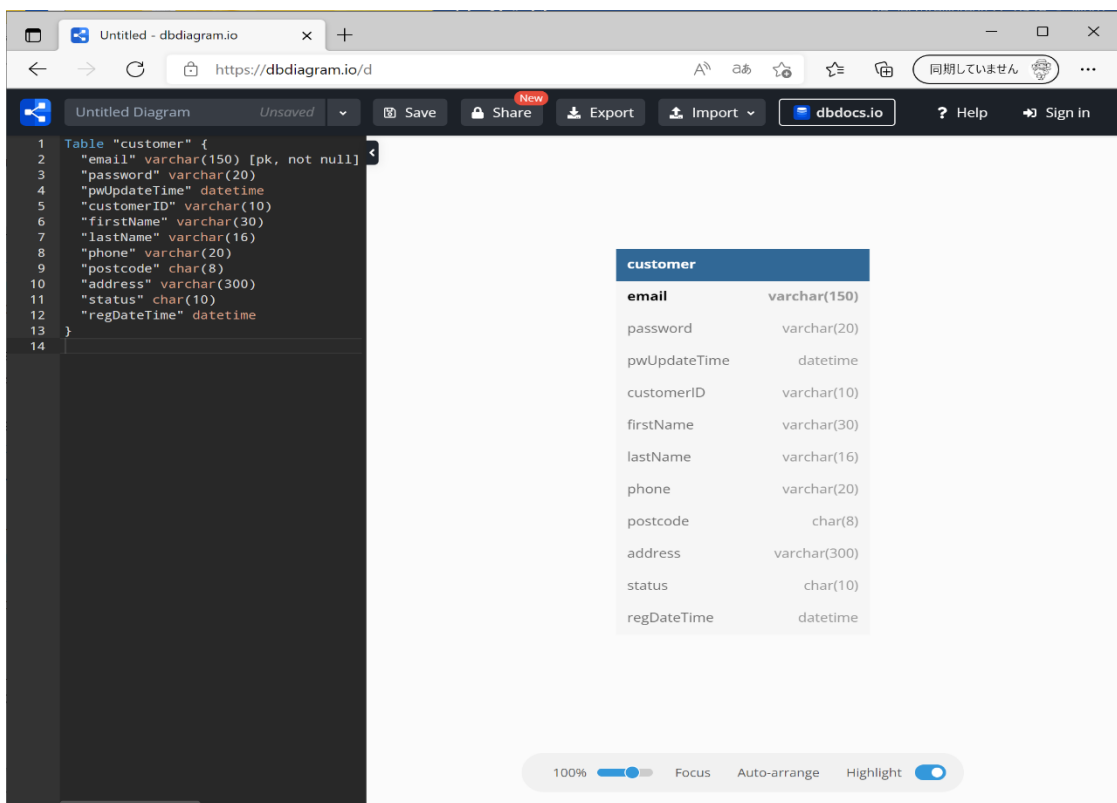 Untitled - dbdiagram.io
https://dbdiagram.io/d
A あぁ 同期していません
Untitled Diagram Unsaved Save Share New Export Import dbdocs.io ? Help Sign in
1 Table "customer" {
2 "email" varchar(150) [pk, not null]
3 "password" varchar(20)
4 "pwUpdateTime" datetime
5 "customerID" varchar(10)
6 "firstName" varchar(30)
7 "lastName" varchar(16)
8 "phone" varchar(20)
9 "postcode" char(8)
10 "address" varchar(300)
11 "status" char(10)
12 "regDateTime" datetime
13 }
14
customer
email varchar(150)
password varchar(20)
pwUpdateTime datetime
customerID varchar(10)
firstName varchar(30)
lastName varchar(16)
phone varchar(20)
postcode char(8)
address varchar(300)
status char(10)
regDateTime datetime
100% Focus Auto-arrange Highlight